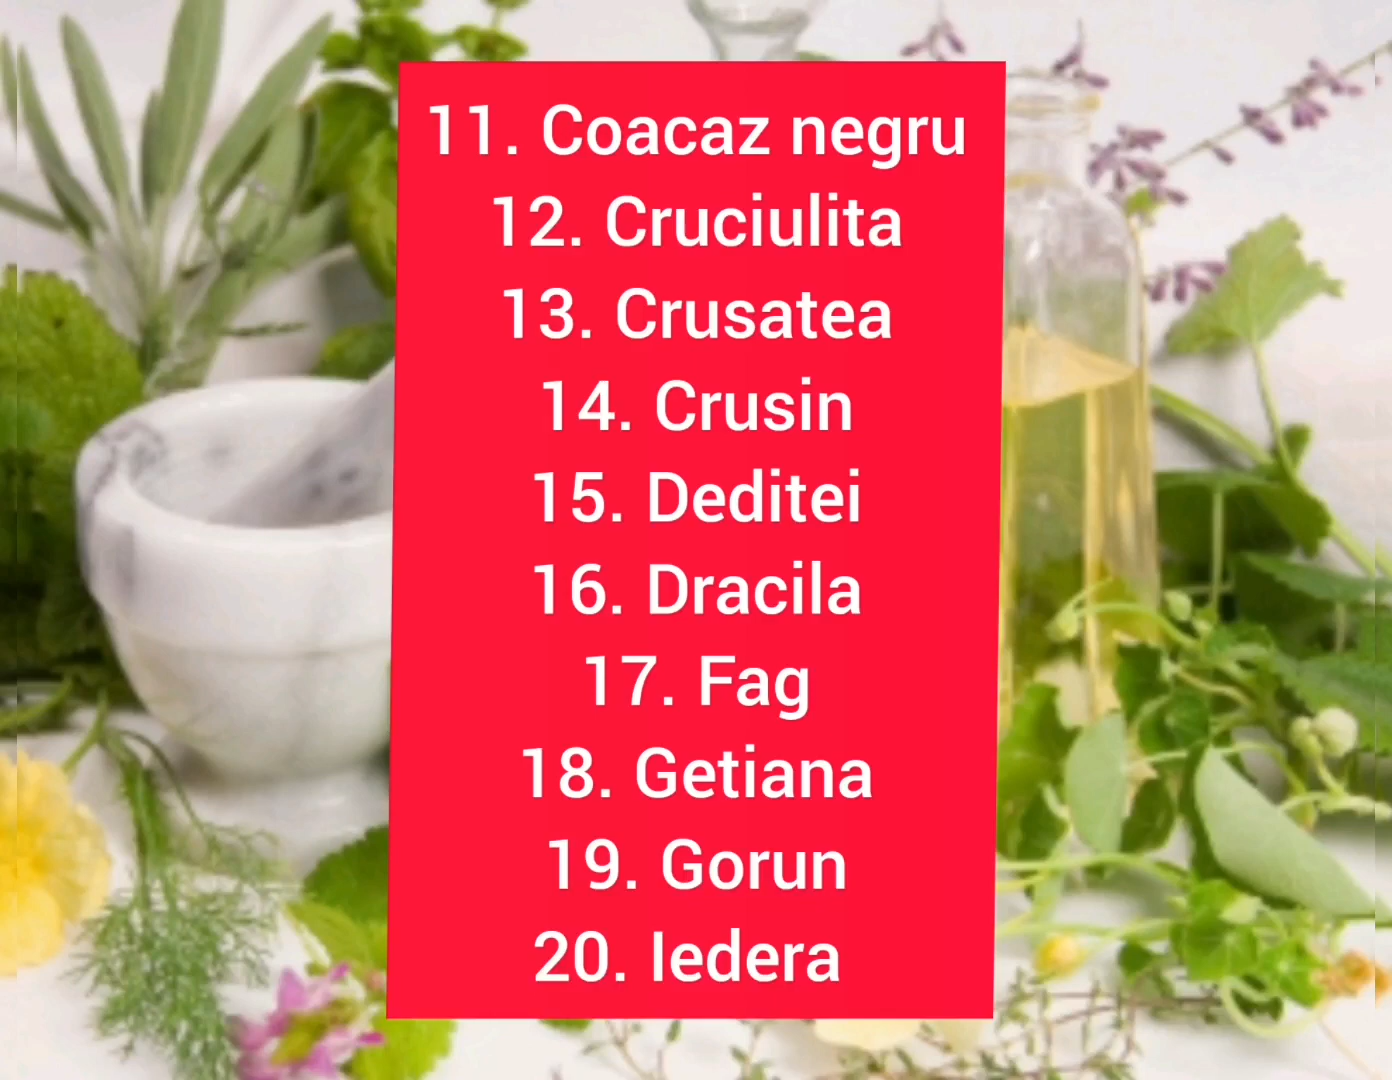 11. Coacaz negru
12. Cruciulita
13. Crusatea
14. Crusin
15. Deditei
16. Dracila
17. Fag
18. Getiana
19. Gorun
20. Iedera